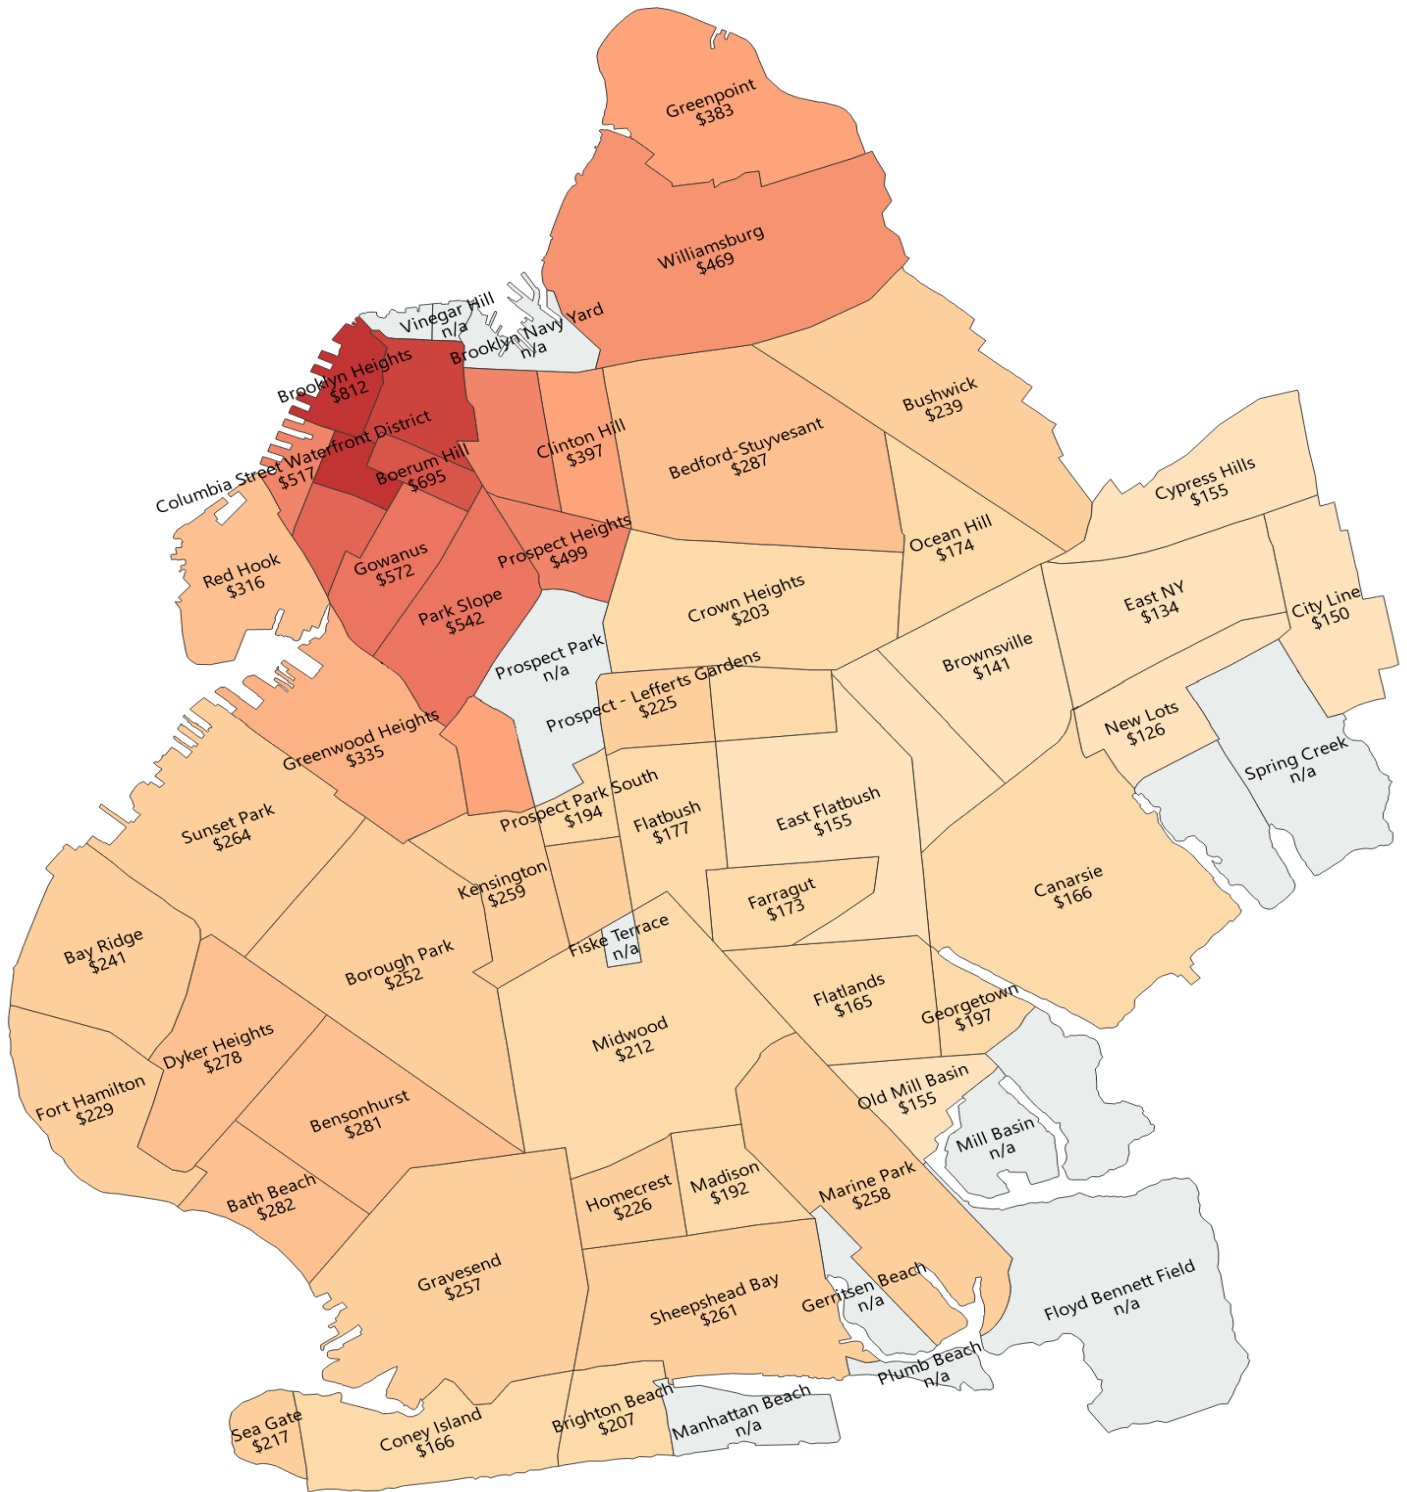 Greenpoint
$383
Williamsburg
$469
Vinegar Hill
n/a
Brooklyn Navy Yard
n/a
Brooklyn Heights
$812
Bushwick
$239
Columbia Street Waterfront District
$517
Boerum Hill
$695
Clinton Hill
$397
Bedford-Stuyvesant
$287
Cypress Hills
$155
Prospect Heights
$499
Ocean Hill
$174
Red Hook
$316
Gowanus
$572
Park Slope
$542
Crown Heights
$203
East NY
$134
City Line
$150
Prospect Park
n/a
Brownsville
$141
Prospect - Lefferts Gardens
$225
New Lots
$126
Greenwood Heights
$335
Spring Creek
n/a
Prospect Park South
$194
Flatbush
$177
East Flatbush
$155
Sunset Park
$264
Kensington
$259
Farragut
$173
Canarsie
$166
Bay Ridge
$241
Borough Park
$252
Fiske Terrace
n/a
Flatlands
$165
Georgetown
$197
Midwood
$212
Dyker Heights
$278
Fort Hamilton
$229
Bensonhurst
$281
Old Mill Basin
$155
Mill Basin
n/a
Bath Beach
$282
Homecrest
$226
Madison
$192
Marine Park
$258
Gravesend
$257
Sheepshead Bay
$261
Gerritsen Beach
n/a
Floyd Bennett Field
n/a
Plumb Beach
n/a
Sea Gate
$217
Coney Island
$166
Brighton Beach
$207
Manhattan Beach
n/a